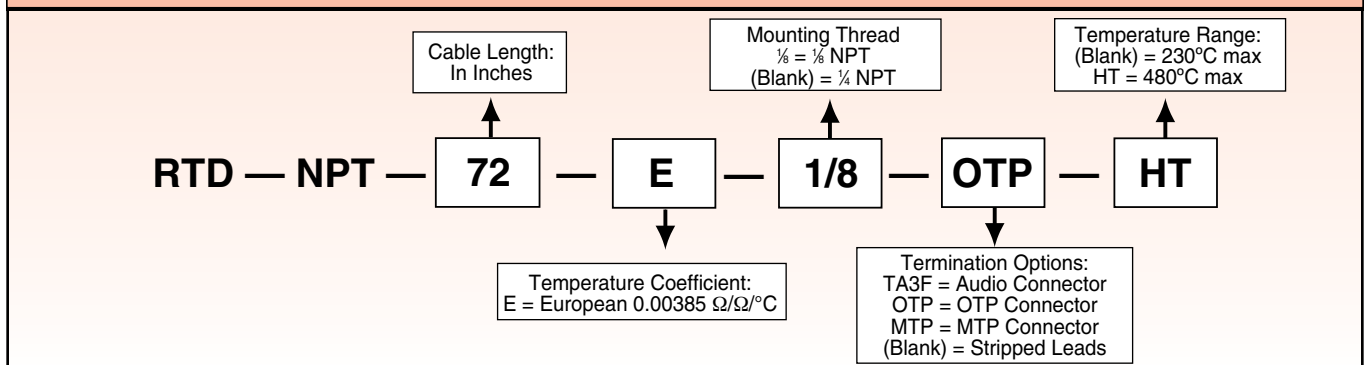 Cable Length:
In Inches
Mounting Thread
⅛ = ⅛ NPT
(Blank) = ¼ NPT
Temperature Range:
(Blank) = 230ºC max
HT = 480ºC max
RTD — NPT — 72 — E — 1/8 — OTP — HT
Temperature Coefficient:
E = European 0.00385 Ω/Ω/°C
Termination Options:
TA3F = Audio Connector
OTP = OTP Connector
MTP = MTP Connector
(Blank) = Stripped Leads